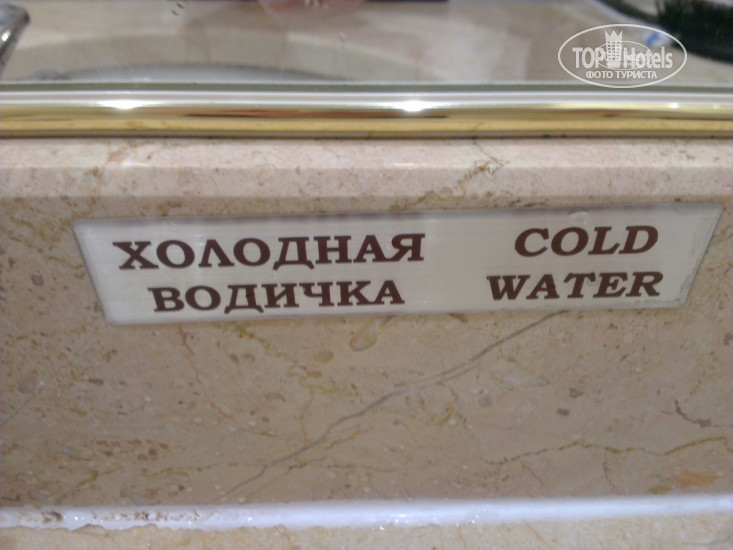 TOP Hotels
ФОТО ТУРИСТА
ХОЛОДНАЯ
ВОДИЧКА
COLD
WATER